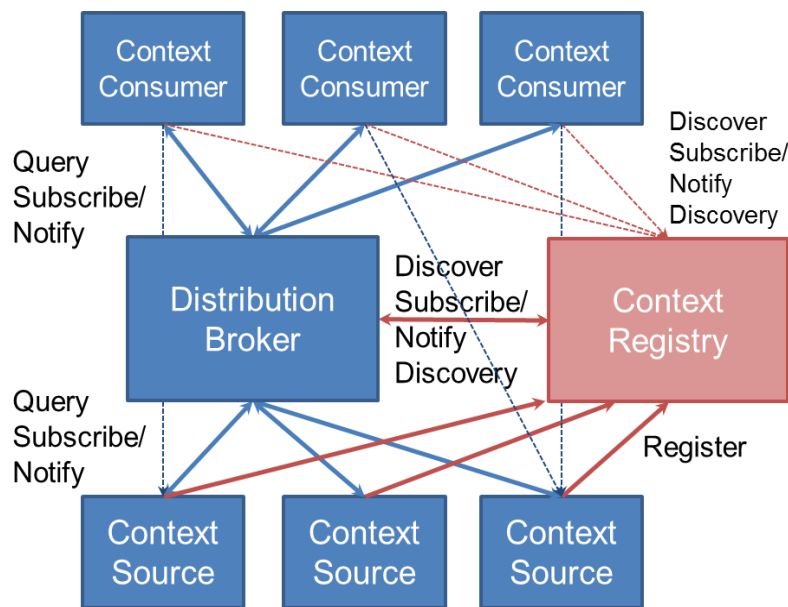 Context
Consumer
Context
Consumer
Context
Consumer
Discover
Subscribe/
Notify
Discovery
Query
Subscribe/
Notify
Distribution
Broker
Discover
Subscribe/
Notify
Discovery
Context
Registry
Query
Subscribe/
Notify
Register
Context
Source
Context
Source
Context
Source